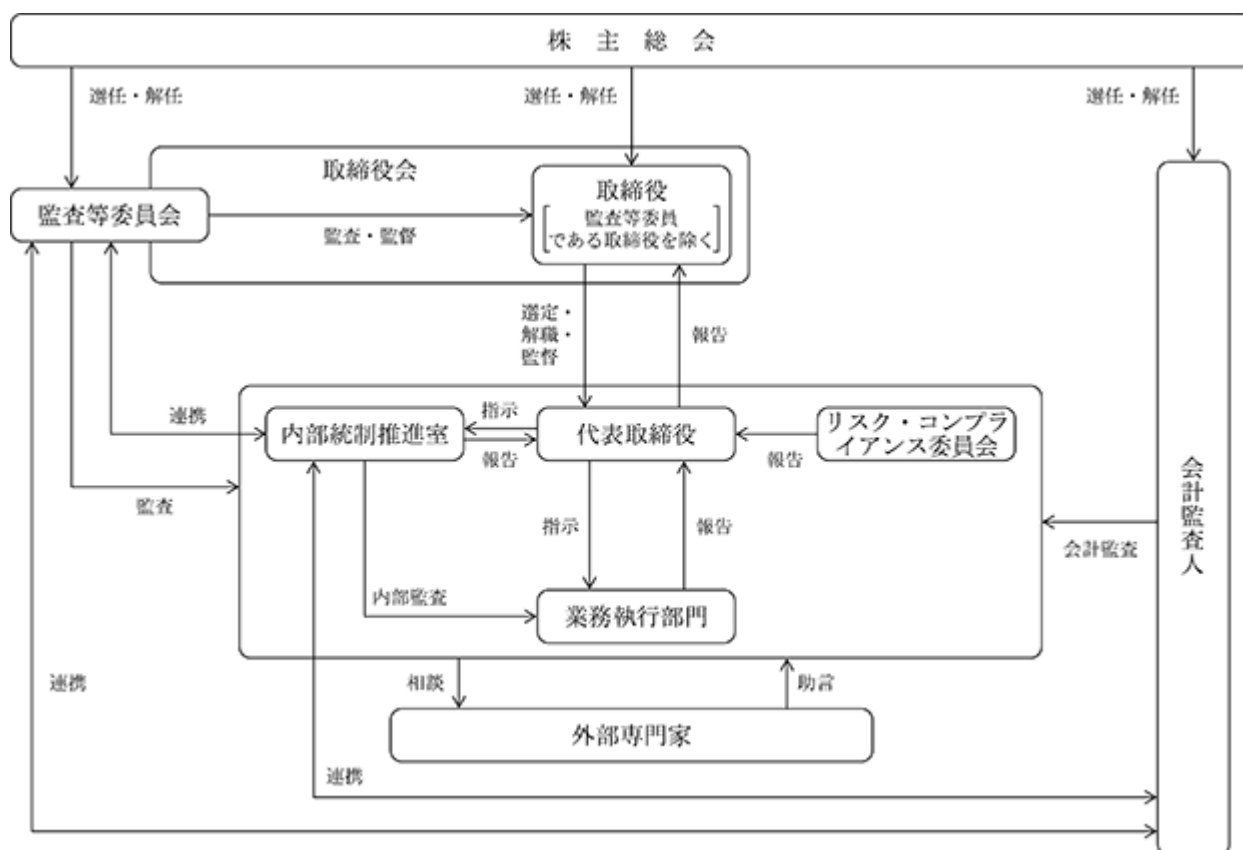 株主総会
選任・解任
選任・解任
選任・解任
取締役会
監査等委員会
監査・監督
取締役
監査等委員
である取締役を除く
選定・
解職・
監督
報告
連携
内部統制推進室
指示
報告
代表取締役
報告
リスク・コンプラ
イアンス委員会
監査
指示
報告
会計監査
会計監査人
内部監査
業務執行部門
連携
相談
助言
外部専門家
連携